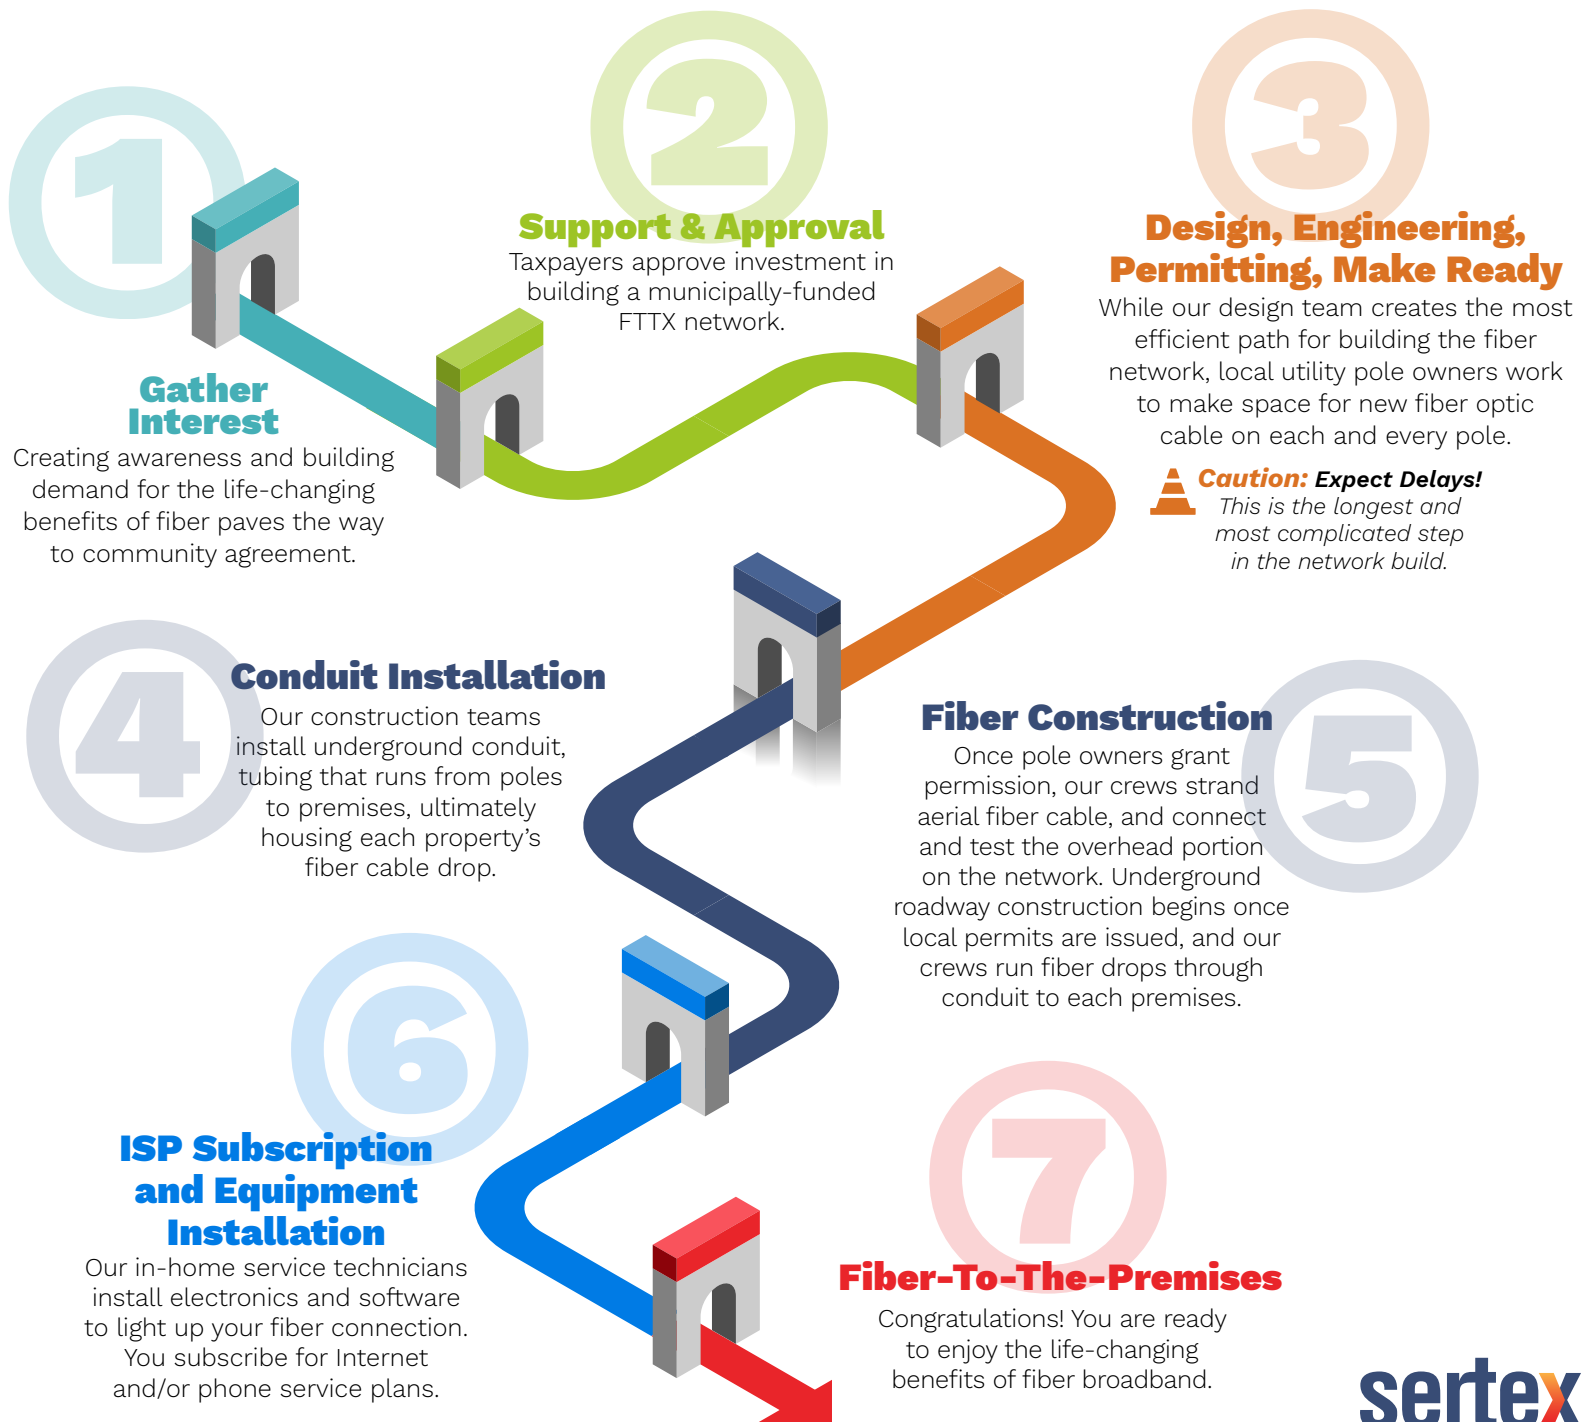 1
Gather
Interest
Creating awareness and building
demand for the life-changing
benefits of fiber paves the way
to community agreement.
2
Support & Approval
Taxpayers approve investment in
building a municipally-funded
FTTX network.
3
Design, Engineering,
Permitting, Make Ready
While our design team creates the most
efficient path for building the fiber
network, local utility pole owners work
to make space for new fiber optic
cable on each and every pole.
Caution: Expect Delays!
This is the longest and
most complicated step
in the network build.
4
Conduit Installation
Our construction teams
install underground conduit,
tubing that runs from poles
to premises, ultimately
housing each property’s
fiber cable drop.
5
Fiber Construction
Once pole owners grant
permission, our crews strand
aerial fiber cable, and connect
and test the overhead portion
on the network. Underground
roadway construction begins once
local permits are issued, and our
crews run fiber drops through
conduit to each premises.
6
ISP Subscription
and Equipment
Installation
Our in-home service technicians
install electronics and software
to light up your fiber connection.
You subscribe for Internet
and/or phone service plans.
7
Fiber-To-The-Premises
Congratulations! You are ready
to enjoy the life-changing
benefits of fiber broadband.
sertex